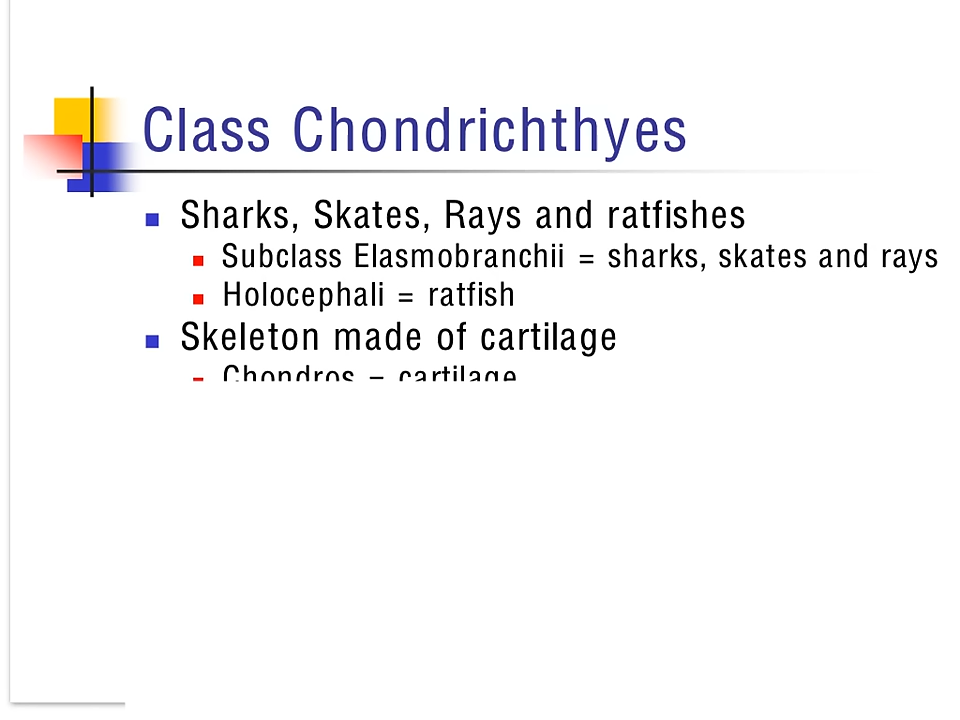 Class Chondrichthyes
Sharks, Skates, Rays and ratfishes
Subclass Elasmobranchii = sharks, skates and rays
Holocephali = ratfish
Skeleton made of cartilage
Chondros = cartilage